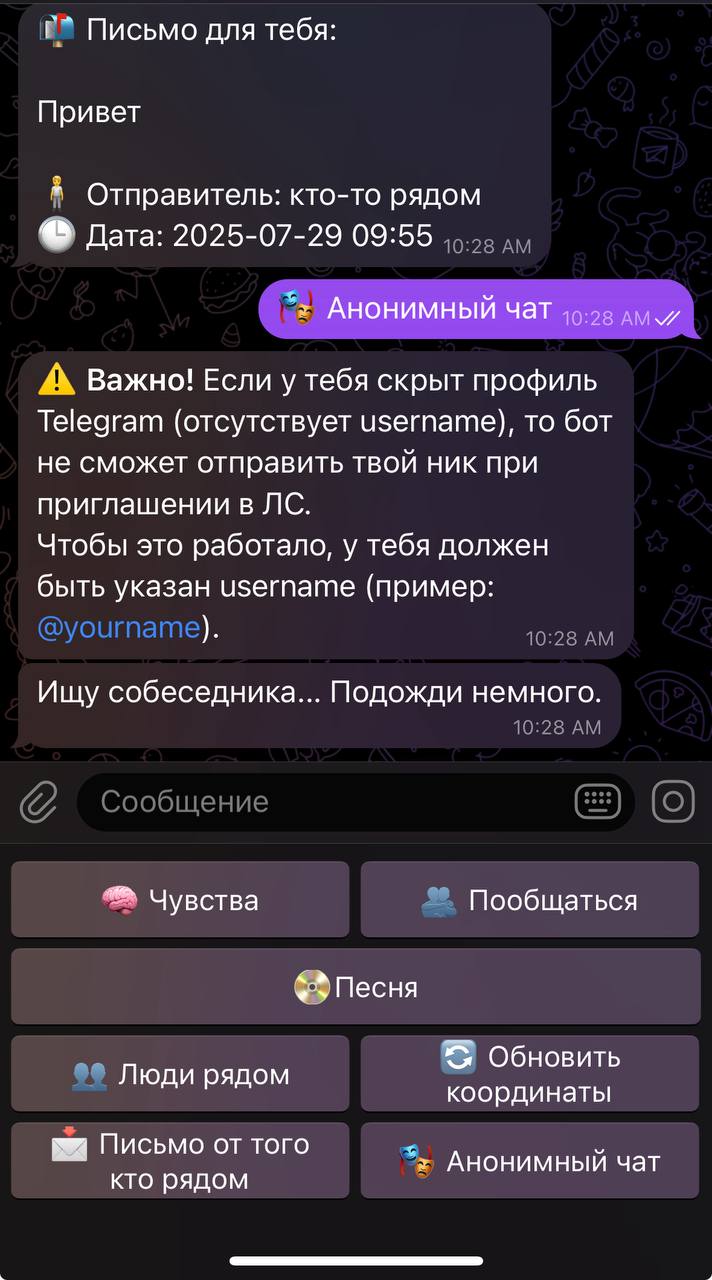 📬 Письмо для тебя:
Привет
🧍 Отправитель: кто-то рядом
🕒 Дата: 2025-07-29 09:55 10:28 AM
🎭 Анонимный чат 10:28 AM
⚠️ Важно! Если у тебя скрыт профиль
Telegram (отсутствует username), то бот
не сможет отправить твой ник при
приглашении в ЛС.
Чтобы это работало, у тебя должен
быть указан username (пример:
@yourname).
10:28 AM
Ищу собеседника... Подожди немного.
10:28 AM
Сообщение
🧠 Чувства
🫂 Пообщаться
📀Песня
👥 Люди рядом
🔄 Обновить
координаты
📩 Письмо от того
кто рядом
🎭 Анонимный чат